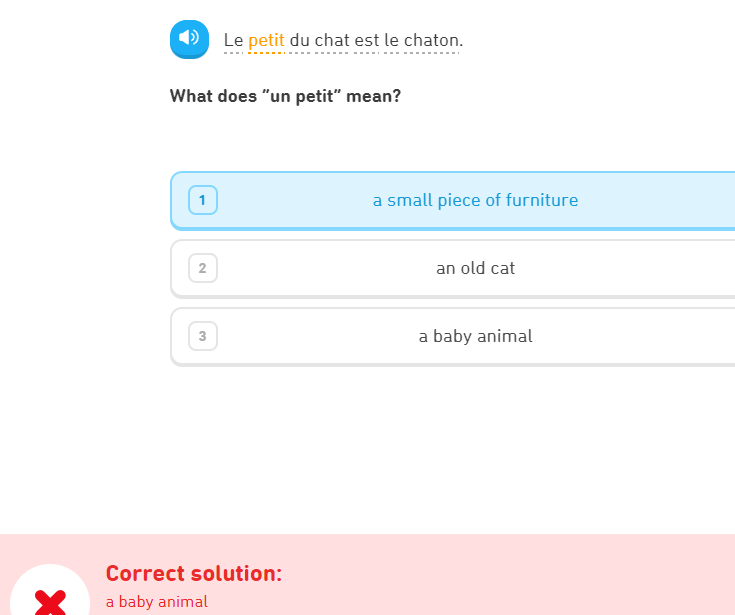 Le petit du chat est le chaton.
What does “un petit” mean?
1 a small piece of furniture
2 an old cat
3 a baby animal
Correct solution:
a baby animal